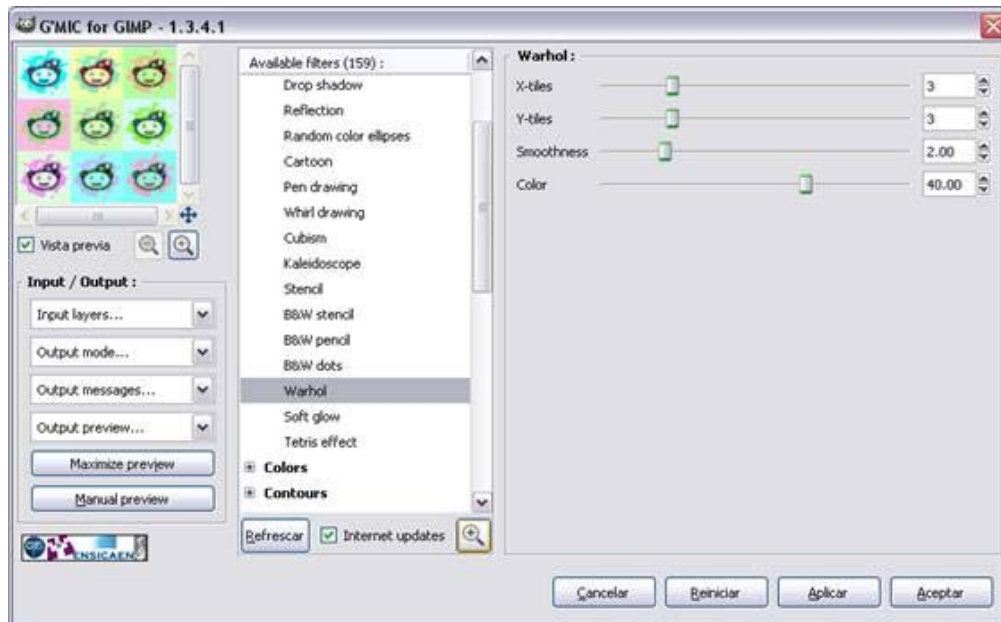 G'MIC for GIMP - 1.3.4.1
Vista previa
Input / Output :
Input layers...
Output mode...
Output messages...
Output preview...
Maximize preview
Manual preview
ENSICAEN
Available filters (159) :
Drop shadow
Reflection
Random color ellipses
Cartoon
Pen drawing
Whirl drawing
Cubism
Kaleidoscope
Stencil
B&W stencil
B&W pencil
B&W dots
Warhol
Soft glow
Tetris effect
Colors
Contours
Refrescar
Internet updates
Warhol :
X-tiles 3
Y-tiles 3
Smoothness 2.00
Color 40.00
Cancelar Reiniciar Aplicar Aceptar